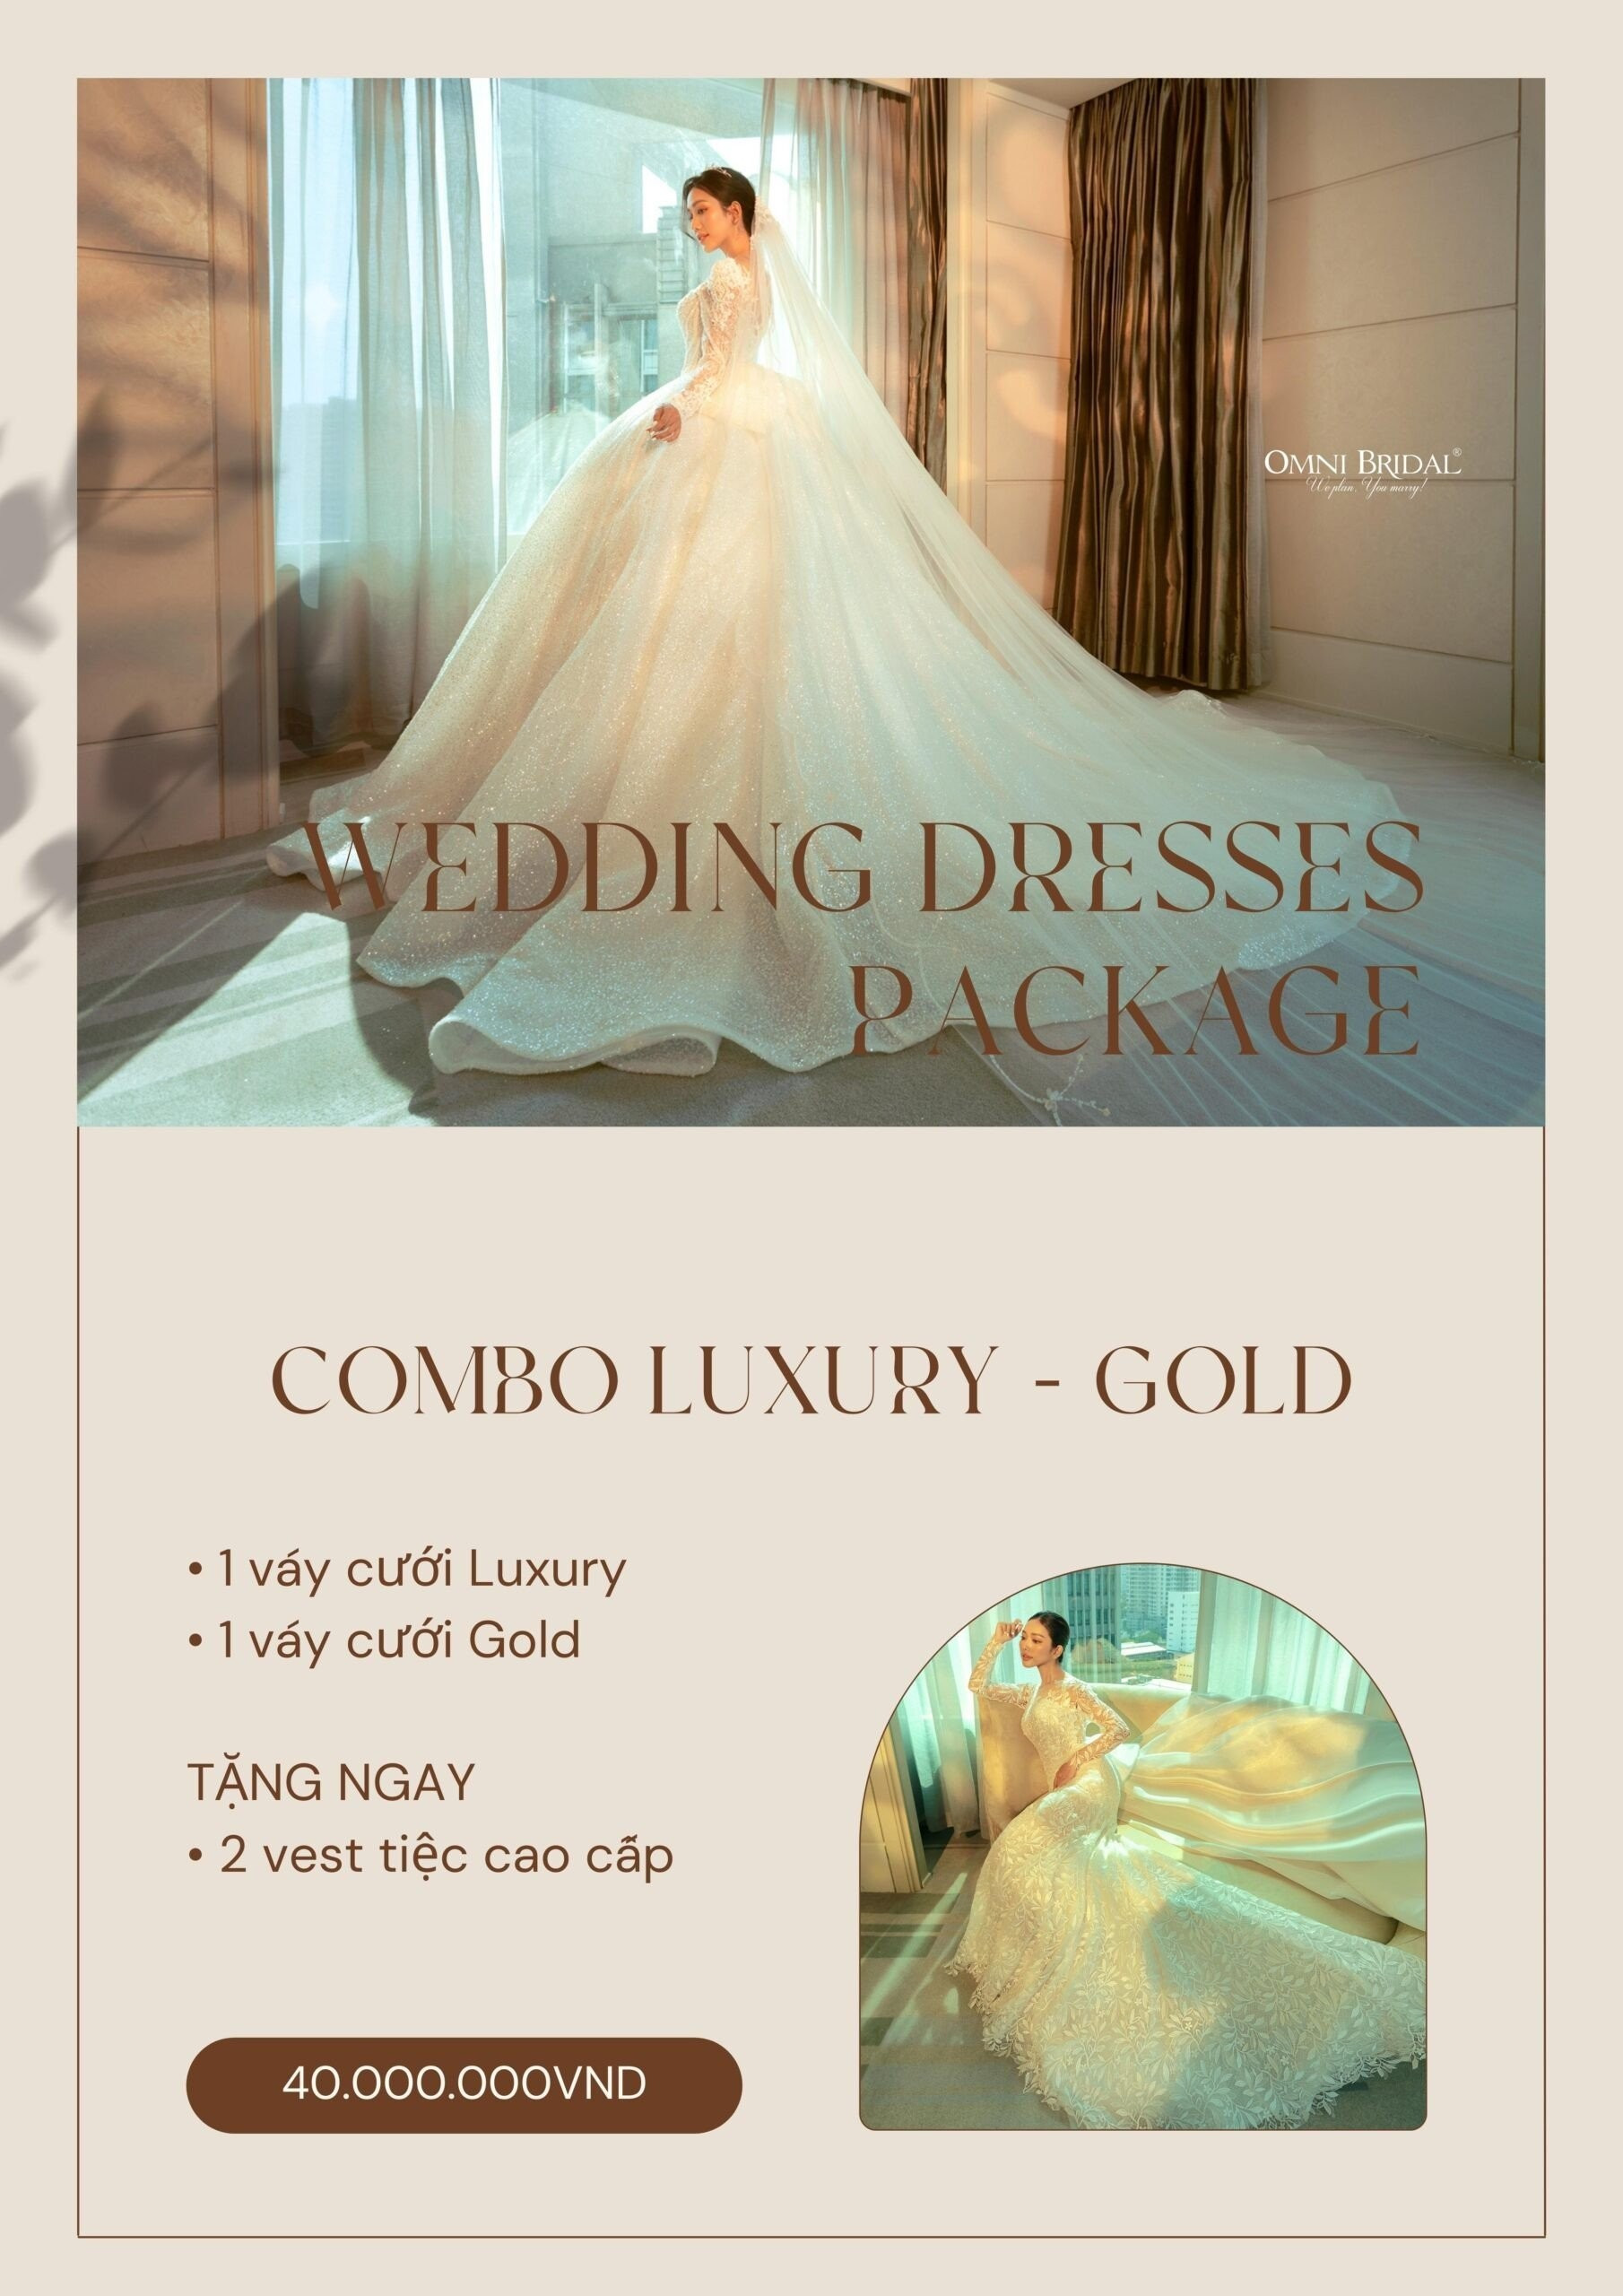 OMNI BRIDAL®
We plan, You marry!
WEDDING DRESSES
PACKAGE
COMBO LUXURY - GOLD
• 1 váy cưới Luxury
• 1 váy cưới Gold
TẶNG NGAY
• 2 vest tiệc cao cấp
40.000.000VND